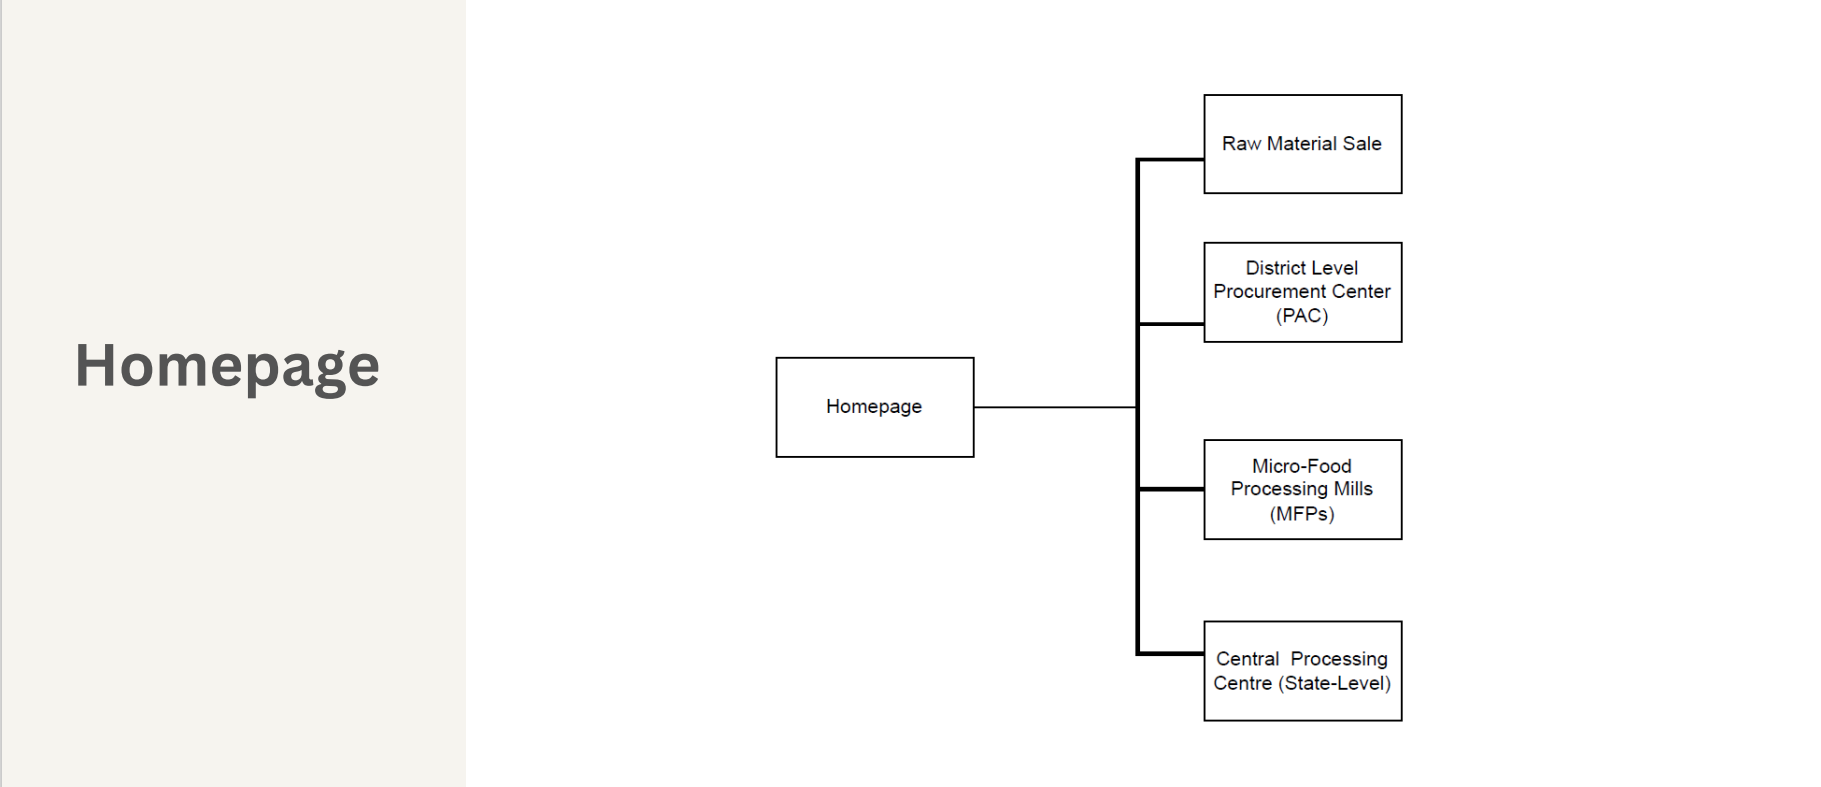 Homepage
Homepage
Raw Material Sale
District Level
Procurement Center
(PAC)
Micro-Food
Processing Mills
(MFPs)
Central  Processing
Centre (State-Level)